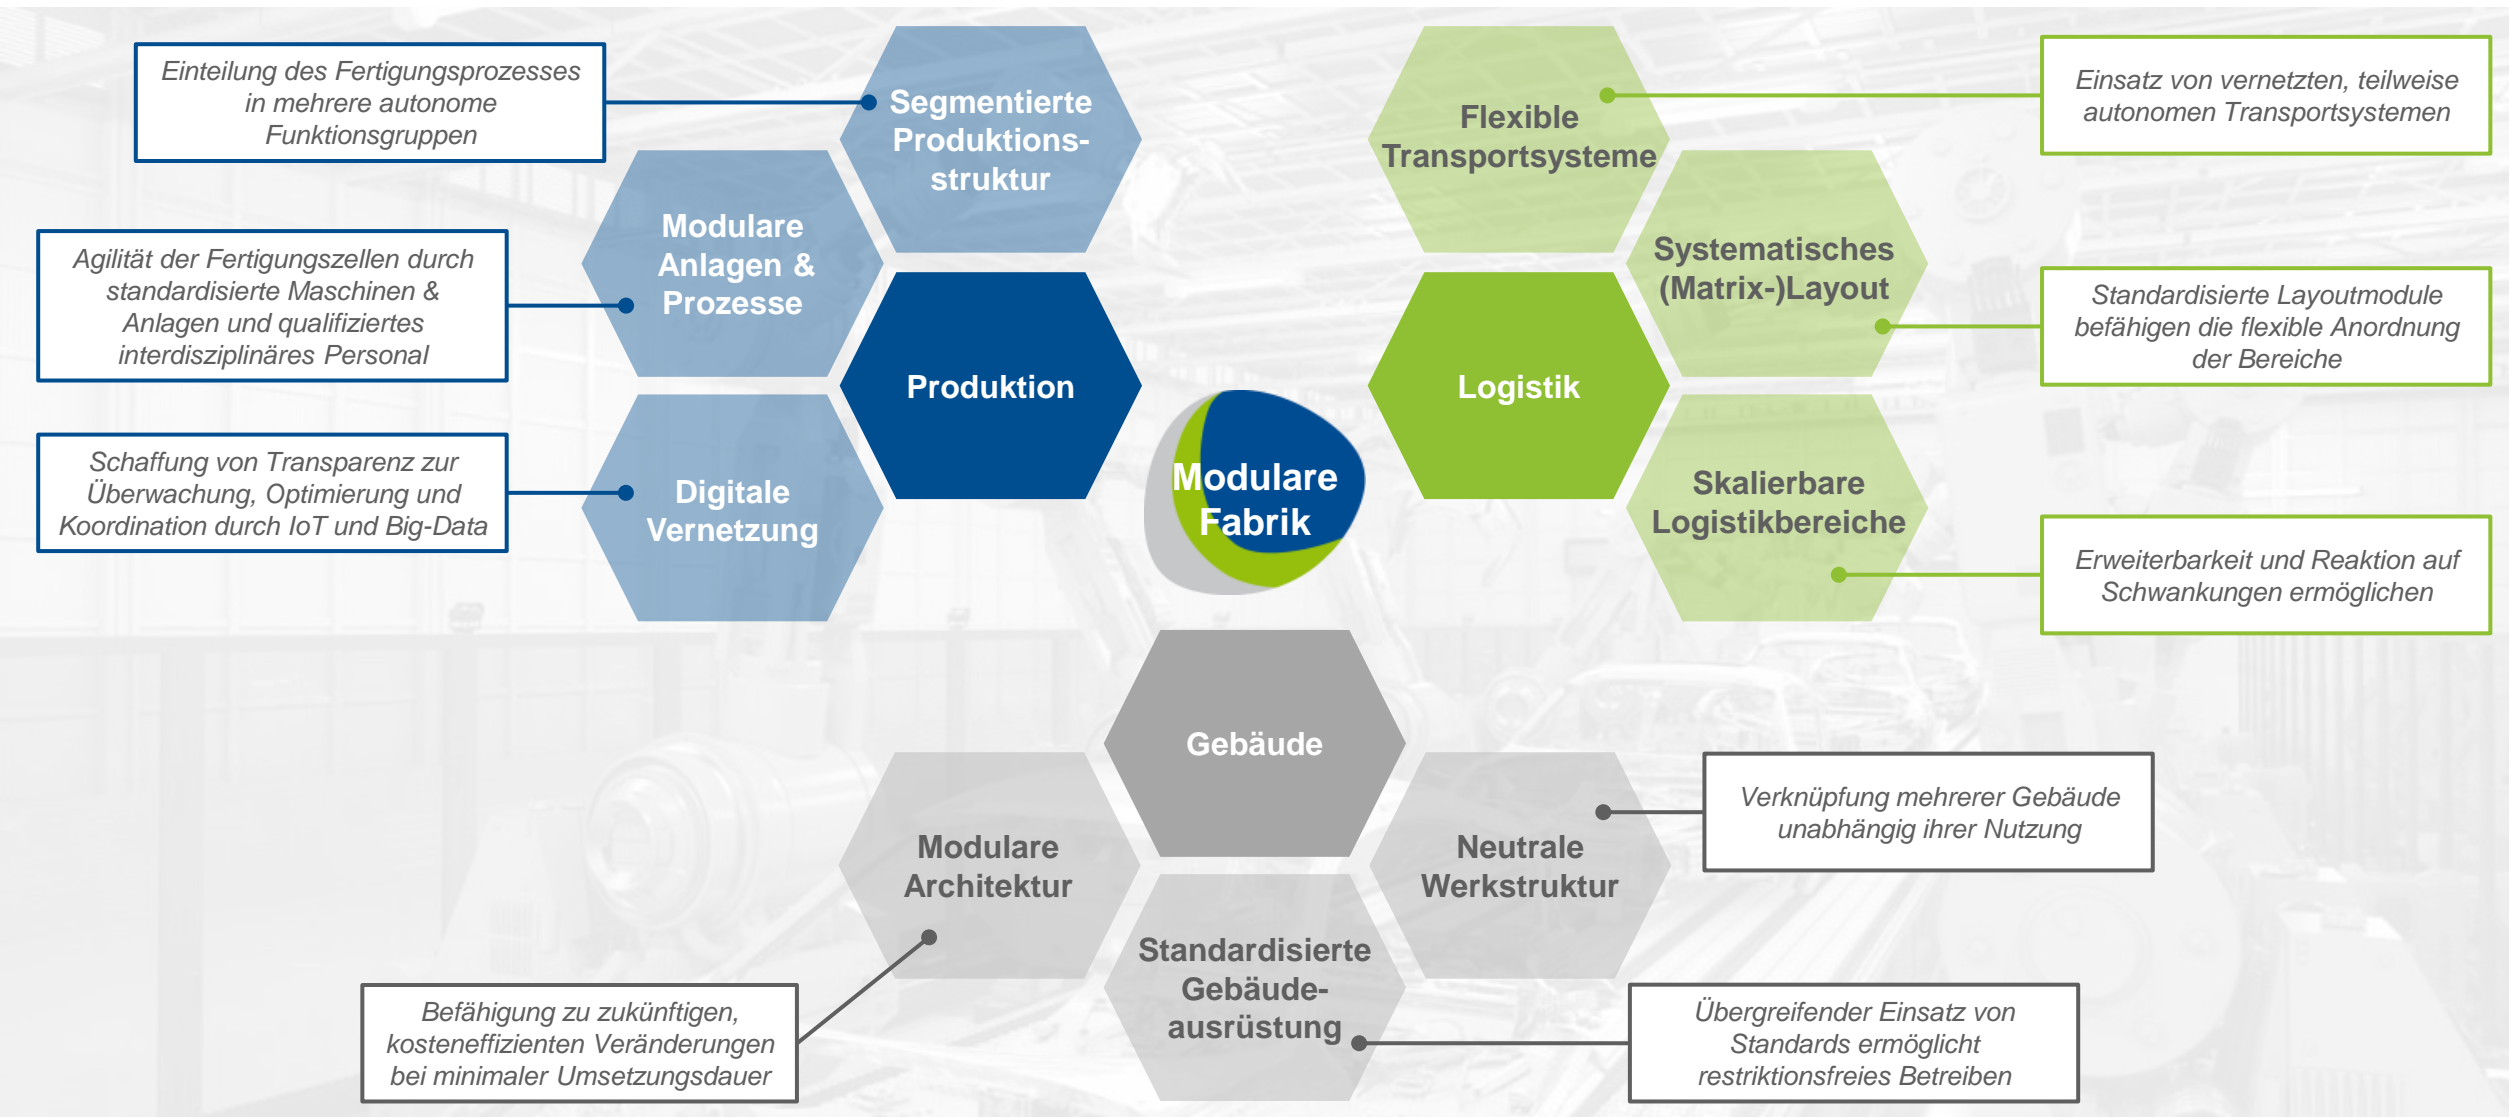 Einteilung des Fertigungsprozesses
in mehrere autonome
Funktionsgruppen
Segmentierte
Produktions-
struktur
Modulare
Anlagen &
Prozesse
Agilität der Fertigungszellen durch
standardisierte Maschinen &
Anlagen und qualifiziertes
interdisziplinäres Personal
Produktion
Schaffung von Transparenz zur
Überwachung, Optimierung und
Koordination durch IoT und Big-Data
Digitale
Vernetzung
Modulare
Fabrik
Flexible
Transportsysteme
Einsatz von vernetzten, teilweise
autonomen Transportsystemen
Systematisches
(Matrix-)Layout
Standardisierte Layoutmodule
befähigen die flexible Anordnung
der Bereiche
Logistik
Skalierbare
Logistikbereiche
Erweiterbarkeit und Reaktion auf
Schwankungen ermöglichen
Gebäude
Modulare
Architektur
Neutrale
Werkstruktur
Verknüpfung mehrerer Gebäude
unabhängig ihrer Nutzung
Standardisierte
Gebäude-
ausrüstung
Befähigung zu zukünftigen,
kosteneffizienten Veränderungen
bei minimaler Umsetzungsdauer
Übergreifender Einsatz von
Standards ermöglicht
restriktionsfreies Betreiben